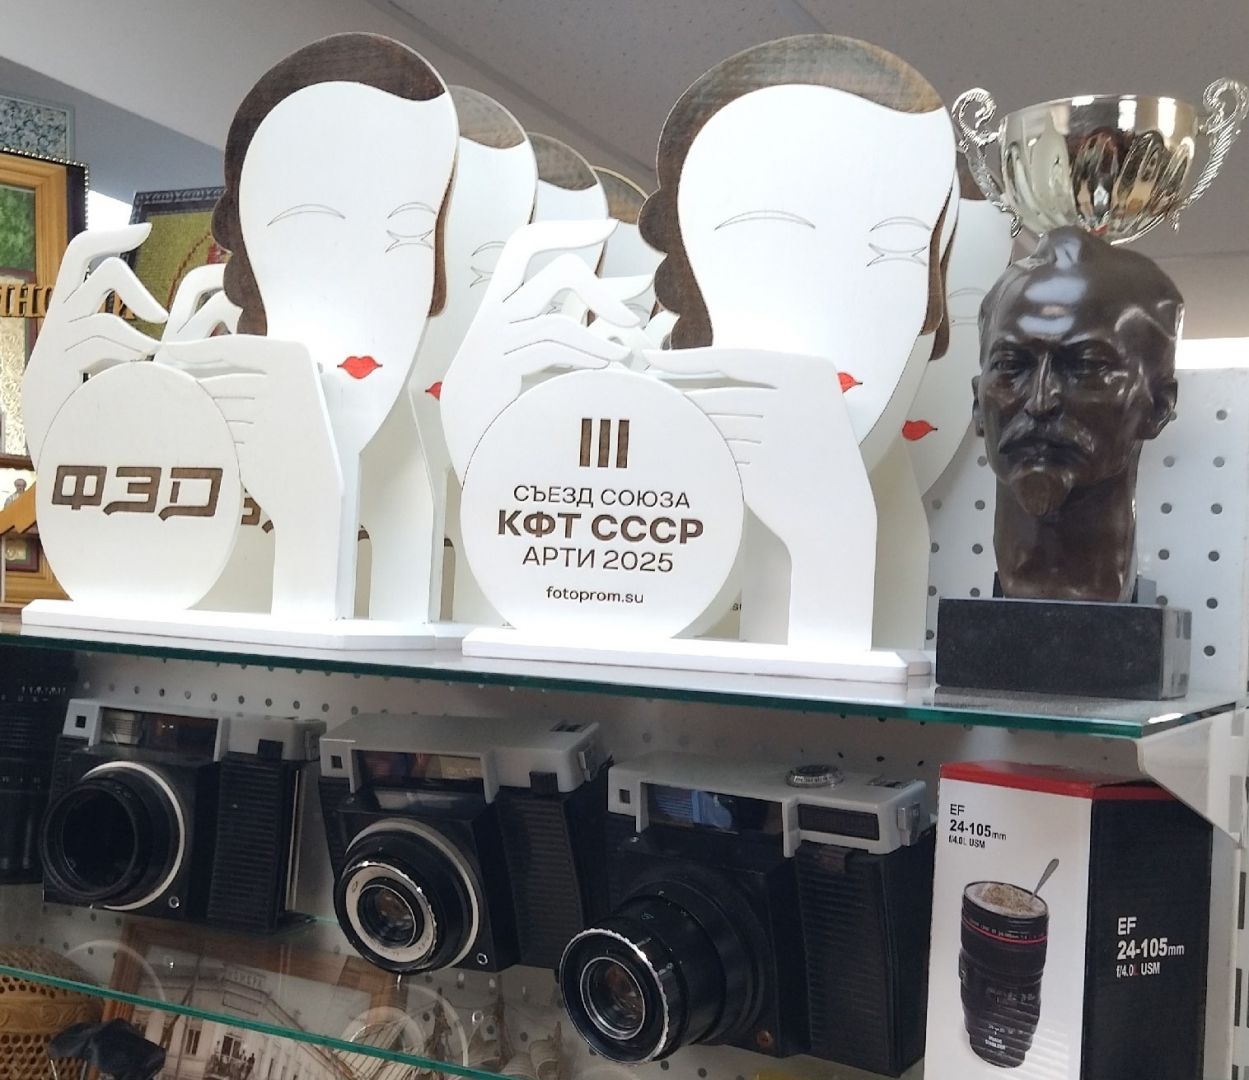 ФЭD
III
СЪЕЗД СОЮЗА
КФТ СССР
АРТИ 2025
fotoprom.su
EF
24-105mm
f/4.0L USM
EF
24-105mm
f/4.0L USM